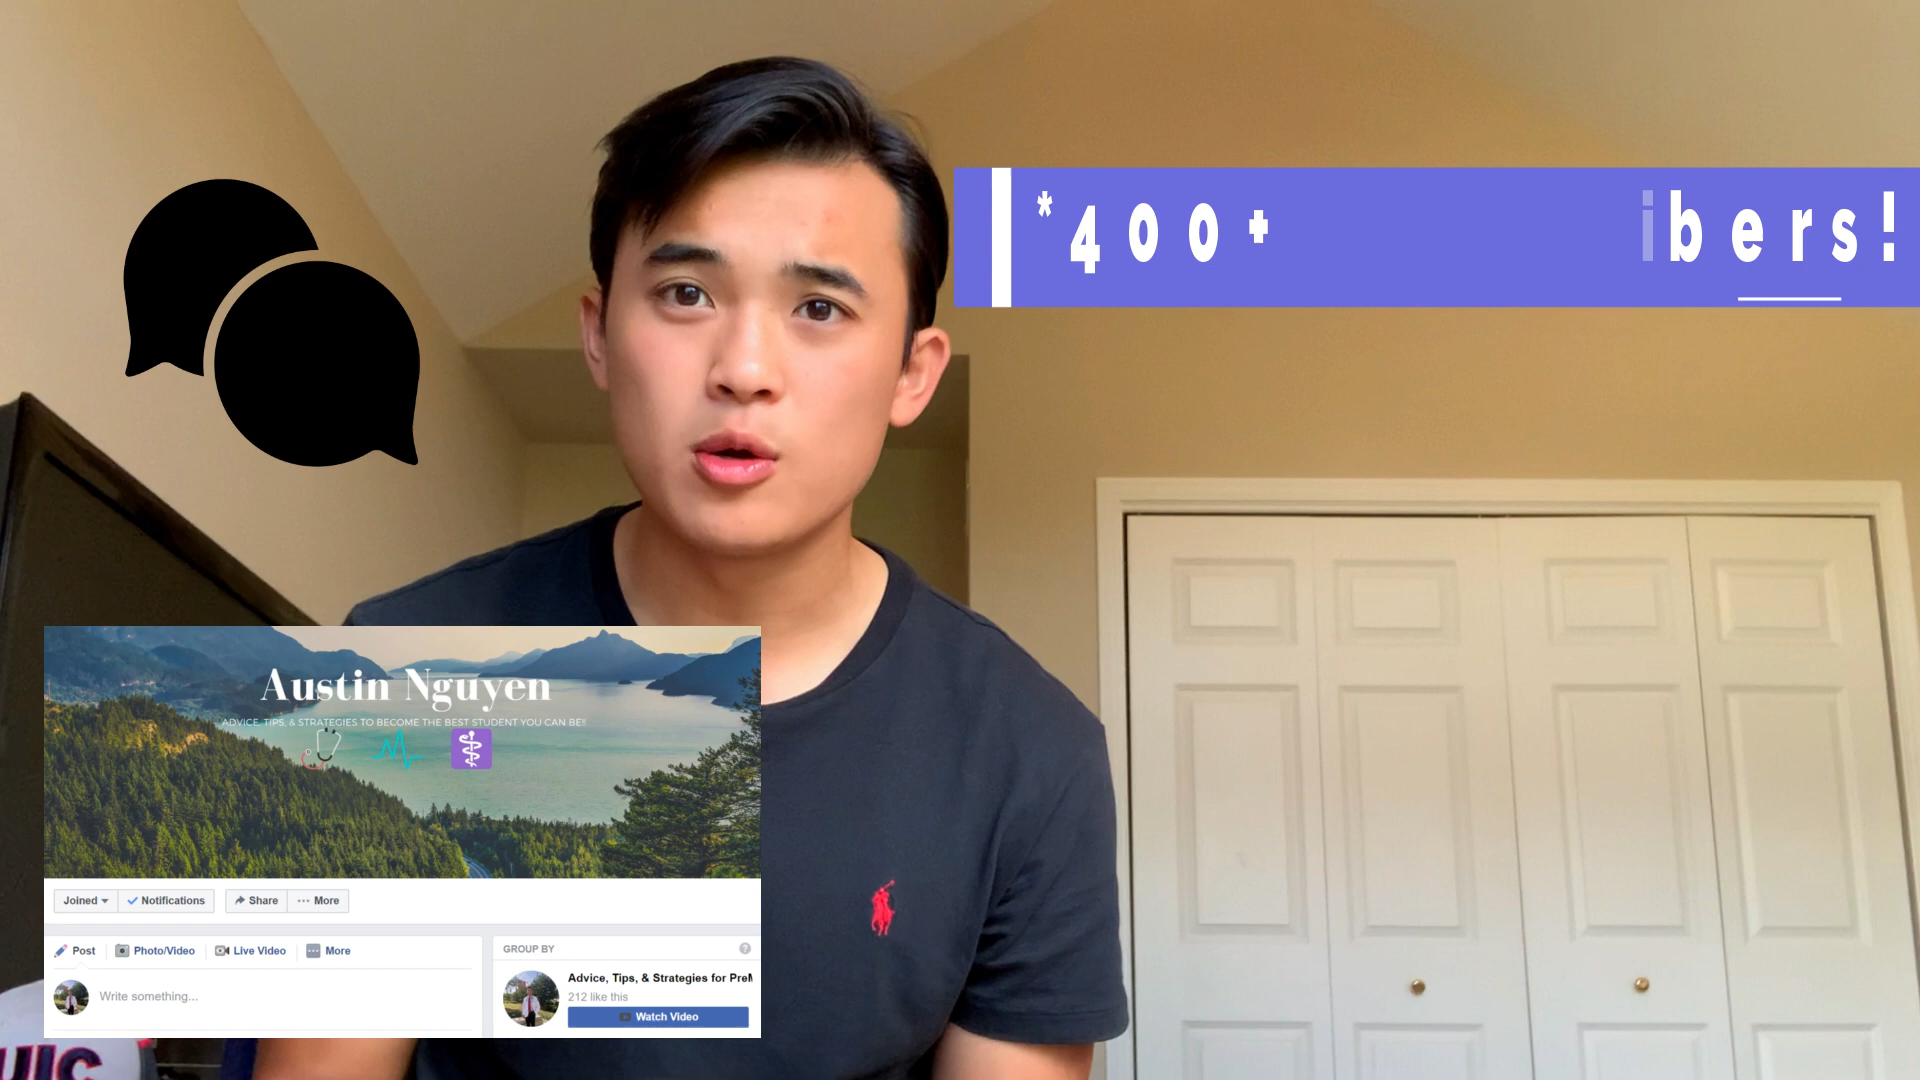 *400+ ibers!
Austin Nguyen
ADVICE, TIPS, & STRATEGIES TO BECOME THE BEST STUDENT YOU CAN BE!!
Joined Notifications Share More
Post Photo/Video Live Video More
Write something...
GROUP BY
?
Advice, Tips, & Strategies for Pre
212 like this
Watch Video
UIC